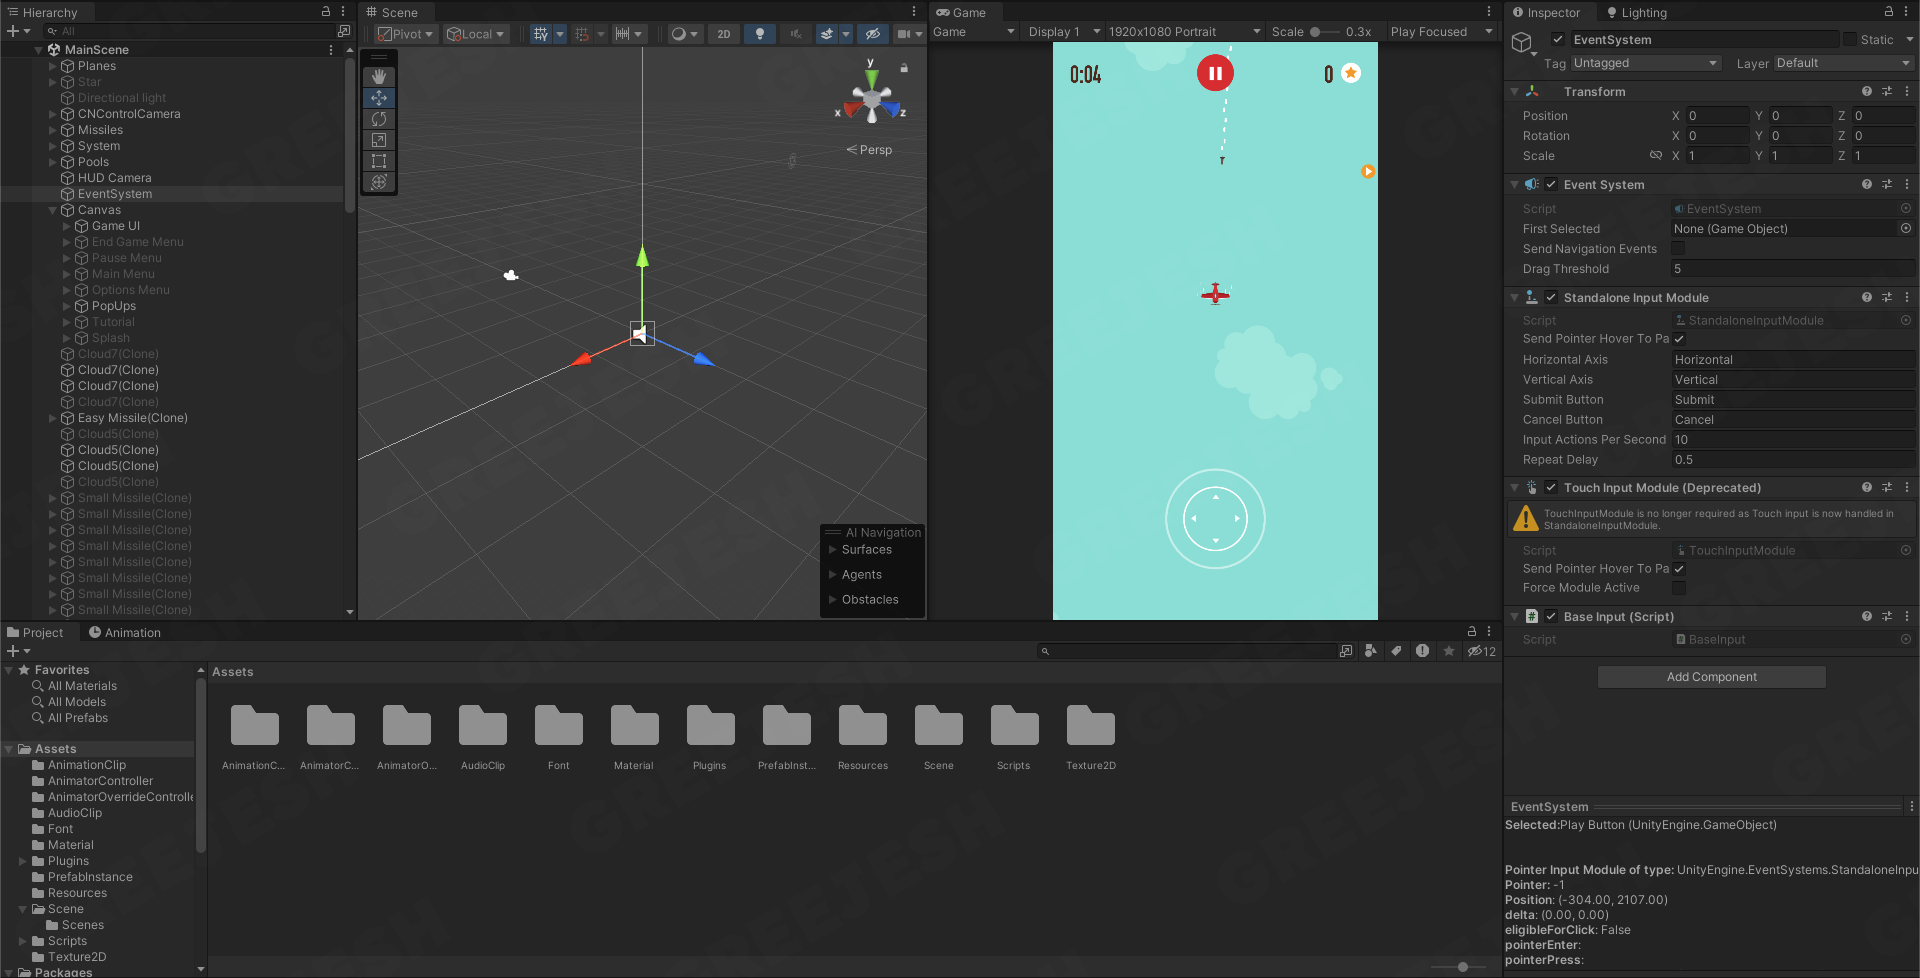 Hierarchy
All
MainScene
Planes
Star
Directional light
CNControlCamera
Missiles
System
Pools
HUD Camera
EventSystem
Canvas
Game UI
End Game Menu
Pause Menu
Main Menu
Options Menu
PopUps
Tutorial
Splash
Cloud7(Clone)
Cloud7(Clone)
Cloud7(Clone)
Cloud7(Clone)
Easy Missile(Clone)
Cloud5(Clone)
Cloud5(Clone)
Cloud5(Clone)
Cloud5(Clone)
Small Missile(Clone)
Small Missile(Clone)
Small Missile(Clone)
Small Missile(Clone)
Small Missile(Clone)
Small Missile(Clone)
Small Missile(Clone)
Small Missile(Clone)
Scene
Pivot Local 2D
y
x z
Persp
AI Navigation
Surfaces
Agents
Obstacles
Game
Game Display 1 1920x1080 Portrait Scale 0.3x Play Focused
0:04 0
Inspector Lighting
EventSystem Static
Tag Untagged Layer Default
Transform
Position X 0 Y 0 Z 0
Rotation X 0 Y 0 Z 0
Scale X 1 Y 1 Z 1
Event System
Script EventSystem
First Selected None (Game Object)
Send Navigation Events
Drag Threshold 5
Standalone Input Module
Script StandaloneInputModule
Send Pointer Hover To Pa
Horizontal Axis Horizontal
Vertical Axis Vertical
Submit Button Submit
Cancel Button Cancel
Input Actions Per Second 10
Repeat Delay 0.5
Touch Input Module (Deprecated)
TouchInputModule is no longer required as Touch input is now handled in
StandaloneInputModule.
Script TouchInputModule
Send Pointer Hover To Pa
Force Module Active
Base Input (Script)
Script BaseInput
Add Component
EventSystem
Selected:Play Button (UnityEngine.GameObject)
Pointer Input Module of type: UnityEngine.EventSystems.StandaloneInpu
Pointer: -1
Position: (-304.00, 2107.00)
delta: (0.00, 0.00)
eligibleForClick: False
pointerEnter:
pointerPress:
Project Animation
12
Favorites
All Materials
All Models
All Prefabs
Assets
AnimationClip
AnimatorController
AnimatorOverrideControlle
AudioClip
Font
Material
Plugins
PrefabInstance
Resources
Scene
Scenes
Scripts
Texture2D
Packages
Assets
AnimationC... AnimatorC... AnimatorO... AudioClip Font Material Plugins PrefabInst... Resources Scene Scripts Texture2D
GREJESH